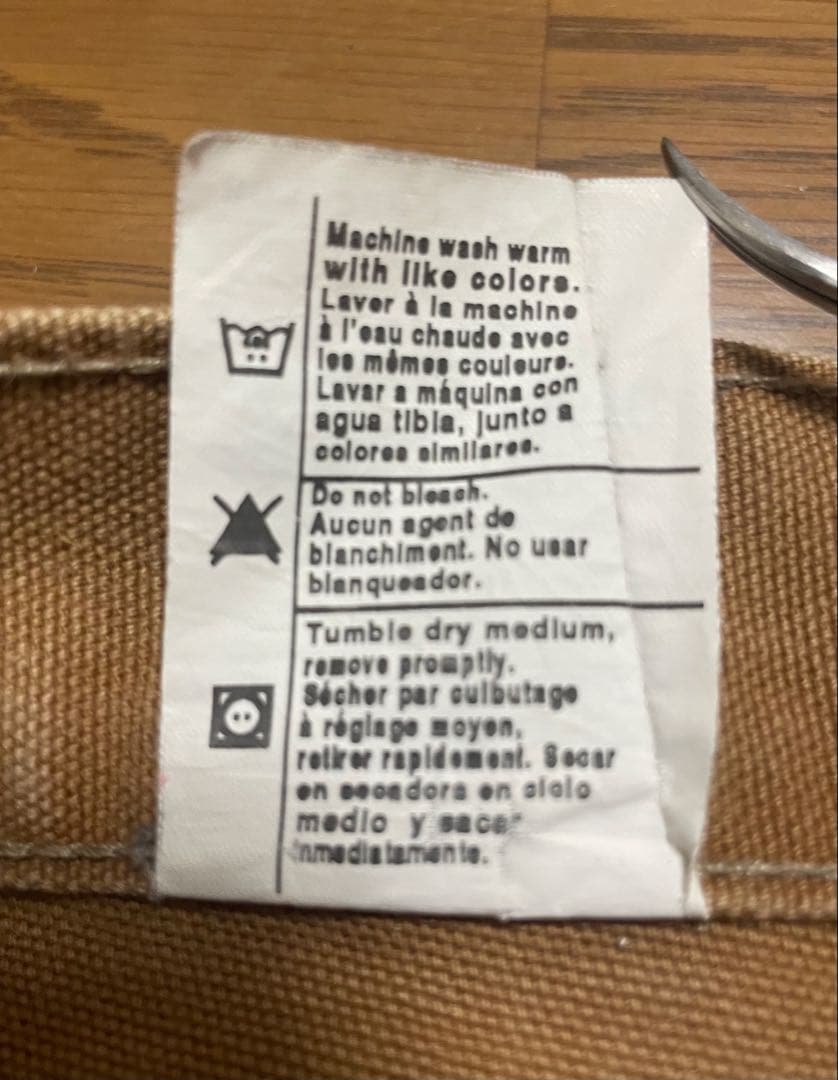 Machine wash warm
with like colors.
Laver à la machine
à l'eau chaude avec
les mêmes couleurs.
Lavar a máquina con
agua tibia, junto a
colores similares.
Do not bleach.
Aucun agent de
blanchiment. No usar
blanqueador.
Tumble dry medium,
remove promptly.
Sécher par culbutage
à réglage moyen,
retirer rapidement. Secar
en secadora en ciclo
medio y sacar
inmediatamente.